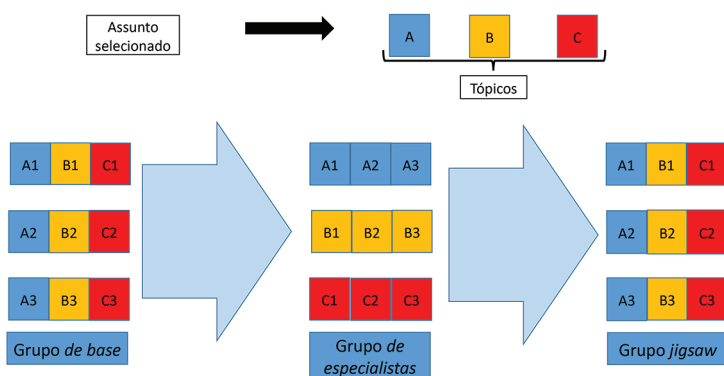 Assunto
selecionado
A B C
Tópicos
A1 B1 C1 A1 A2 A3 A1 B1 C1
A2 B2 C2 B1 B2 B3 A2 B2 C2
A3 B3 C3 C1 C2 C3 A3 B3 C3
Grupo de base
Grupo de
especialistas
Grupo jigsaw